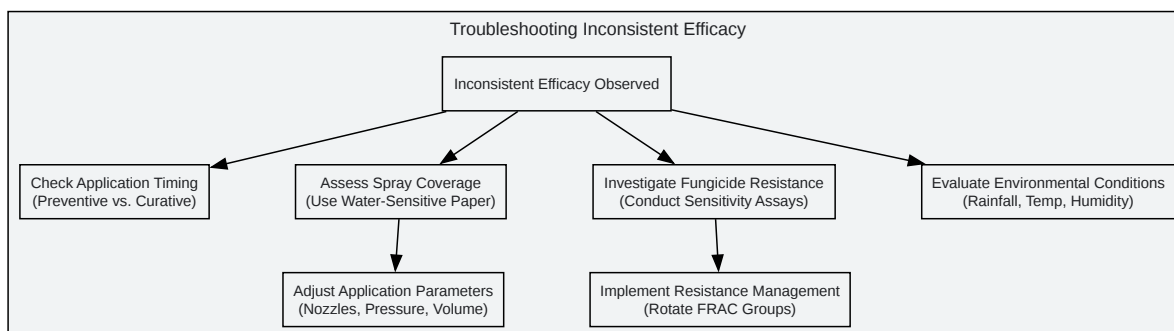 Troubleshooting Inconsistent Efficacy
Inconsistent Efficacy Observed
Check Application Timing
(Preventive vs. Curative)
Assess Spray Coverage
(Use Water-Sensitive Paper)
Investigate Fungicide Resistance
(Conduct Sensitivity Assays)
Evaluate Environmental Conditions
(Rainfall, Temp, Humidity)
Adjust Application Parameters
(Nozzles, Pressure, Volume)
Implement Resistance Management
(Rotate FRAC Groups)